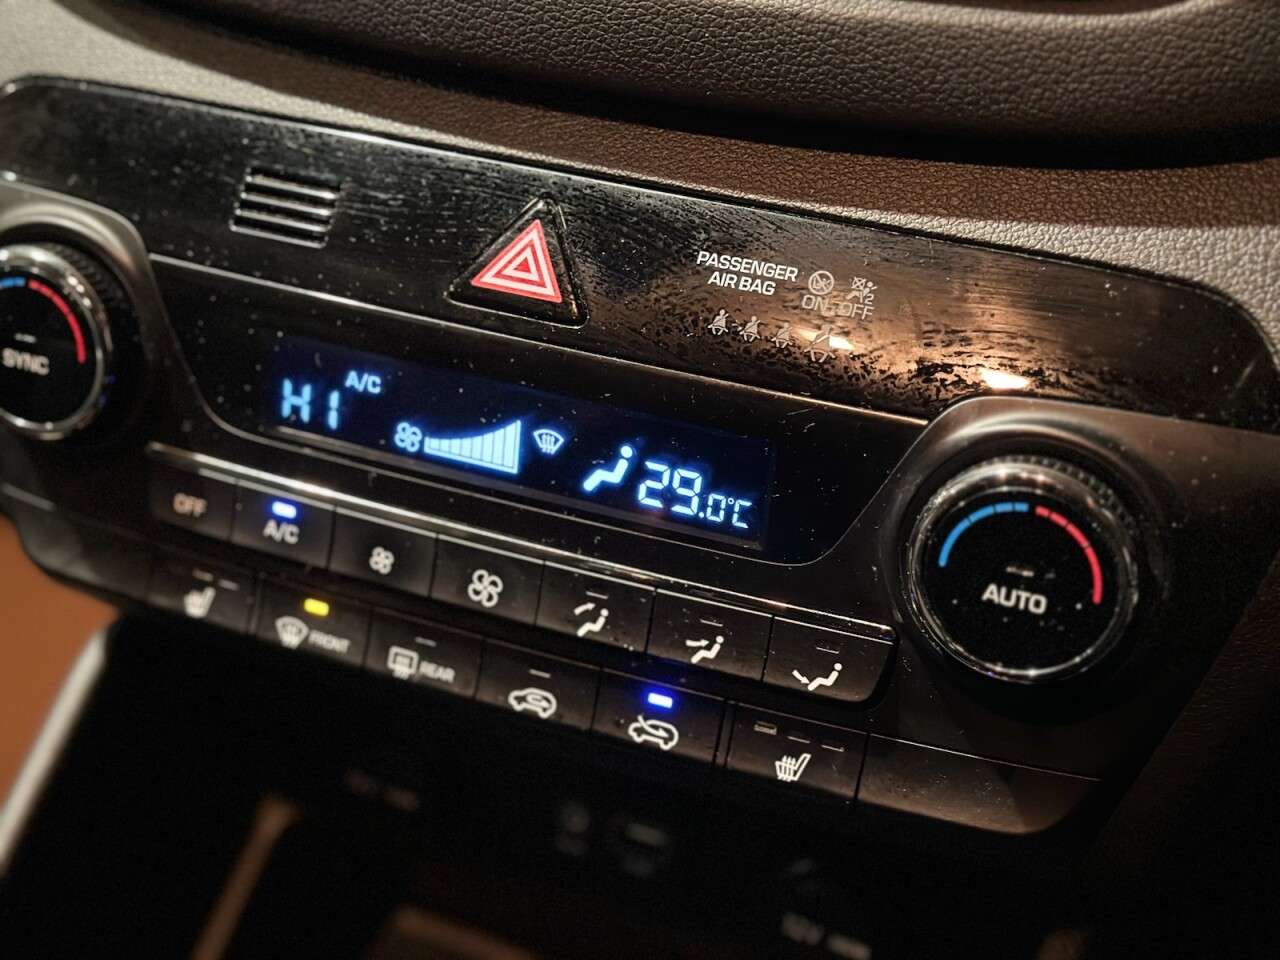 PASSENGER
AIR BAG
ON OFF
SYNC
A/C
HI
29.0°C
OFF
A/C
AUTO
FRONT
REAR